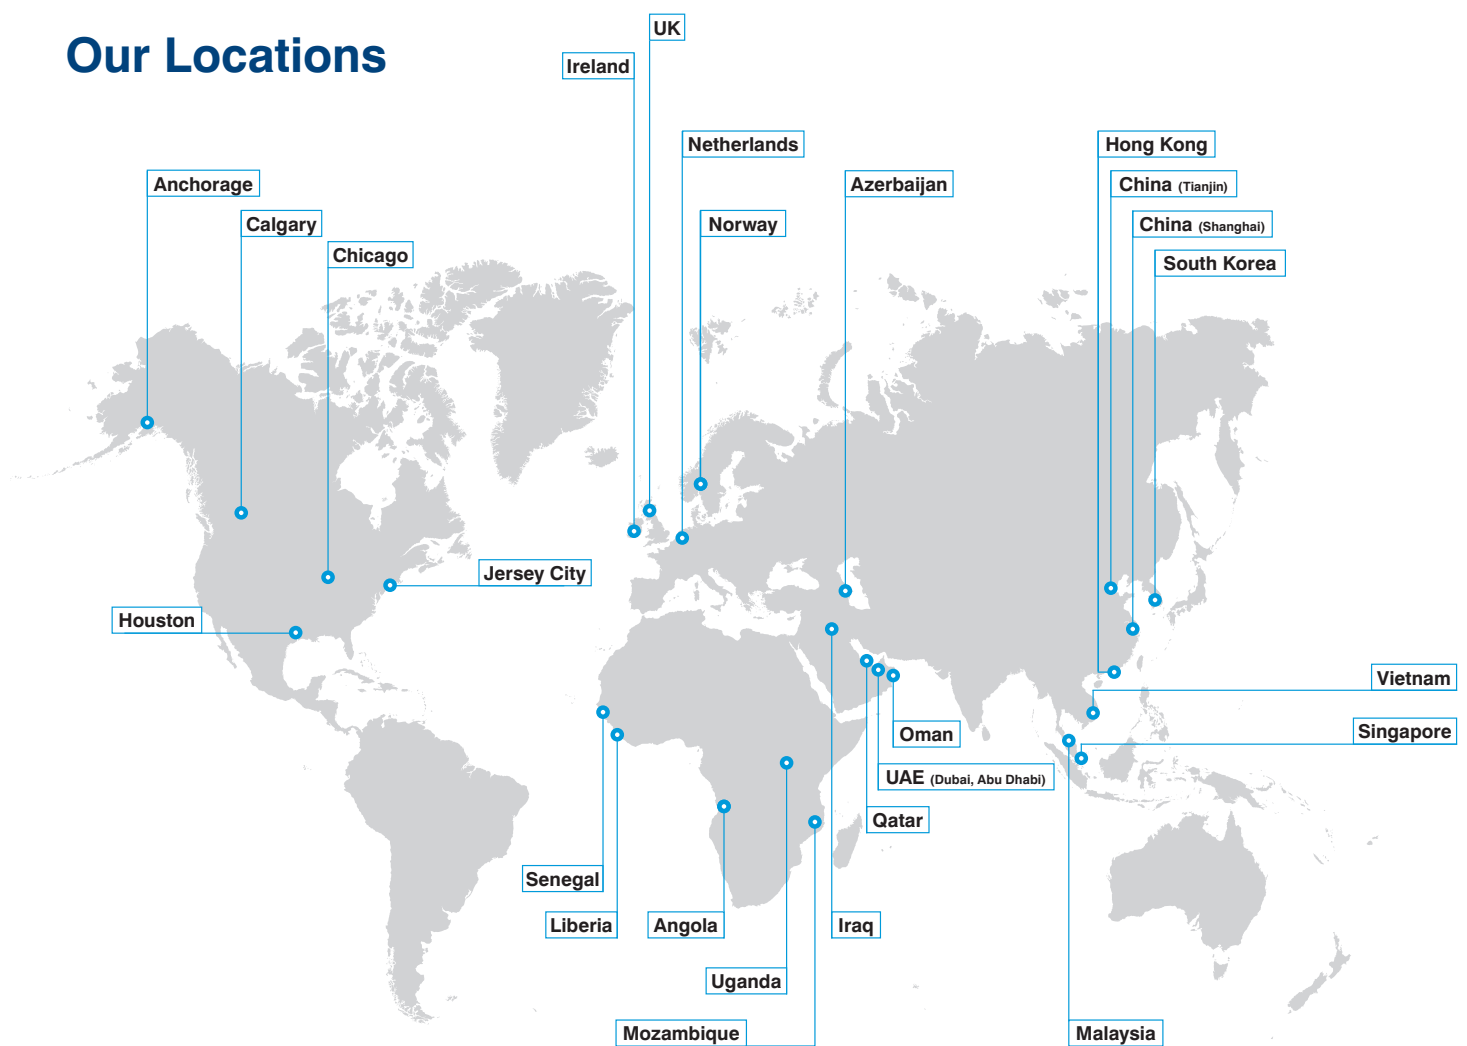 Our Locations
UK
Ireland
Netherlands
Hong Kong
Anchorage
Azerbaijan
China (Tianjin)
Calgary
Norway
China (Shanghai)
Chicago
South Korea
Jersey City
Houston
Vietnam
Singapore
Oman
UAE (Dubai, Abu Dhabi)
Qatar
Senegal
Liberia
Angola
Iraq
Uganda
Mozambique
Malaysia